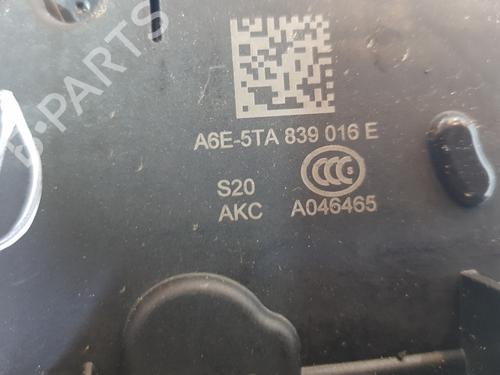 B-PARTS
A6E-5TA 839 016 E
S20
CCC
AKC A046465